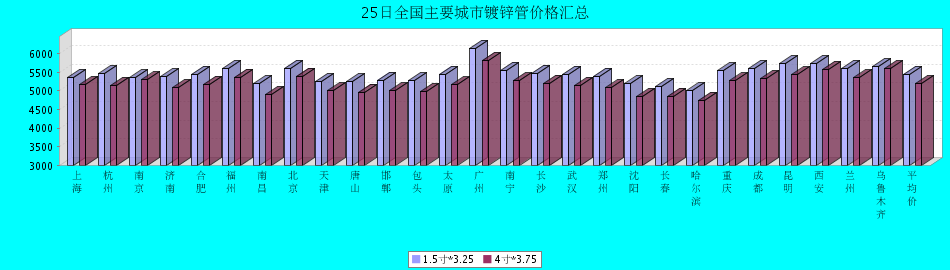 25日全国主要城市镀锌管价格汇总
6000
5500
5000
4500
4000
3500
3000
上海
杭州
南京
济南
合肥
福州
南昌
北京
天津
唐山
邯郸
包头
太原
广州
南宁
长沙
武汉
郑州
沈阳
长春
哈尔滨
重庆
成都
昆明
西安
兰州
乌鲁木齐
平均价
1.5寸*3.25
4寸*3.75